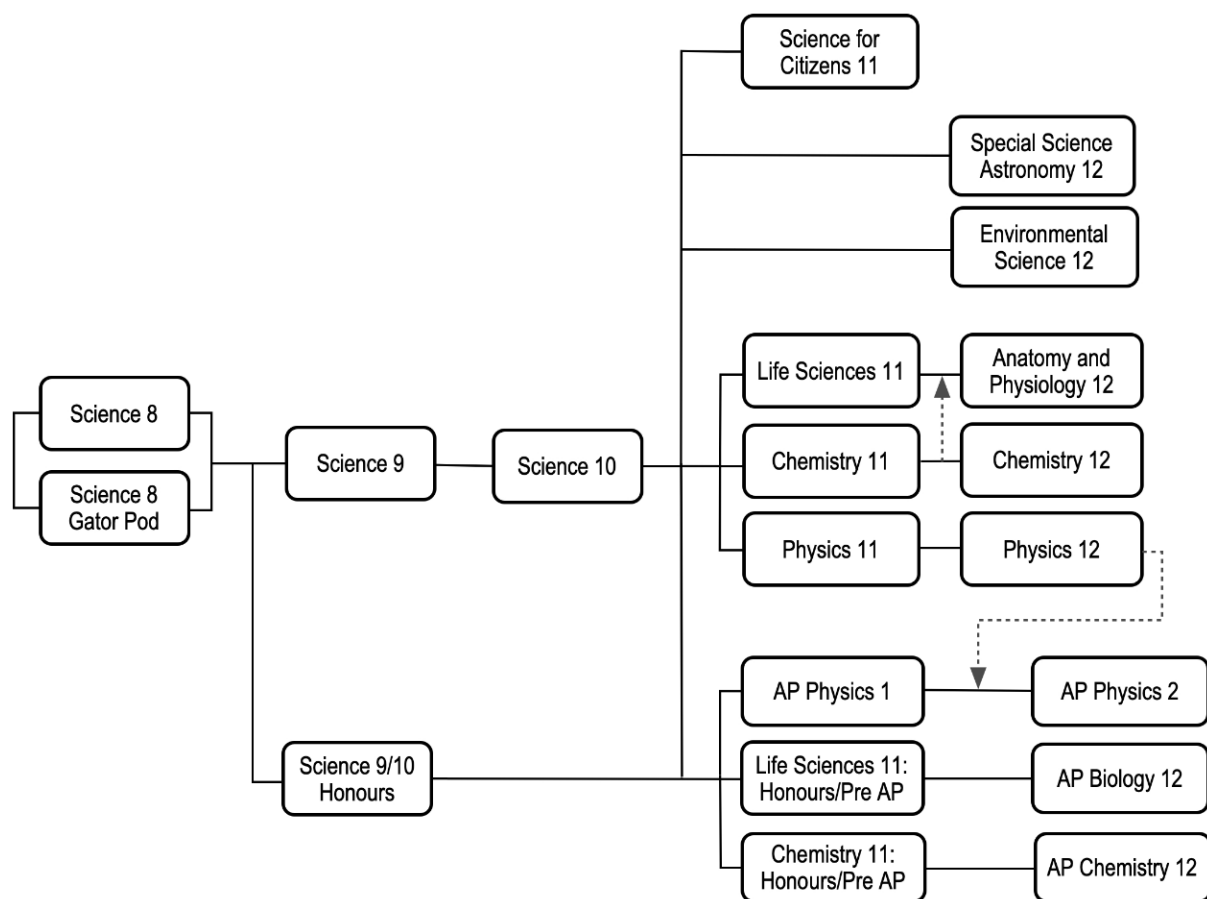 Science for
Citizens 11
Special Science
Astronomy 12
Environmental
Science 12
Life Sciences 11
Anatomy and
Physiology 12
Science 8
Science 8
Gator Pod
Science 9
Science 10
Chemistry 11
Chemistry 12
Physics 11
Physics 12
AP Physics 1
AP Physics 2
Science 9/10
Honours
Life Sciences 11:
Honours/Pre AP
AP Biology 12
Chemistry 11:
Honours/Pre AP
AP Chemistry 12